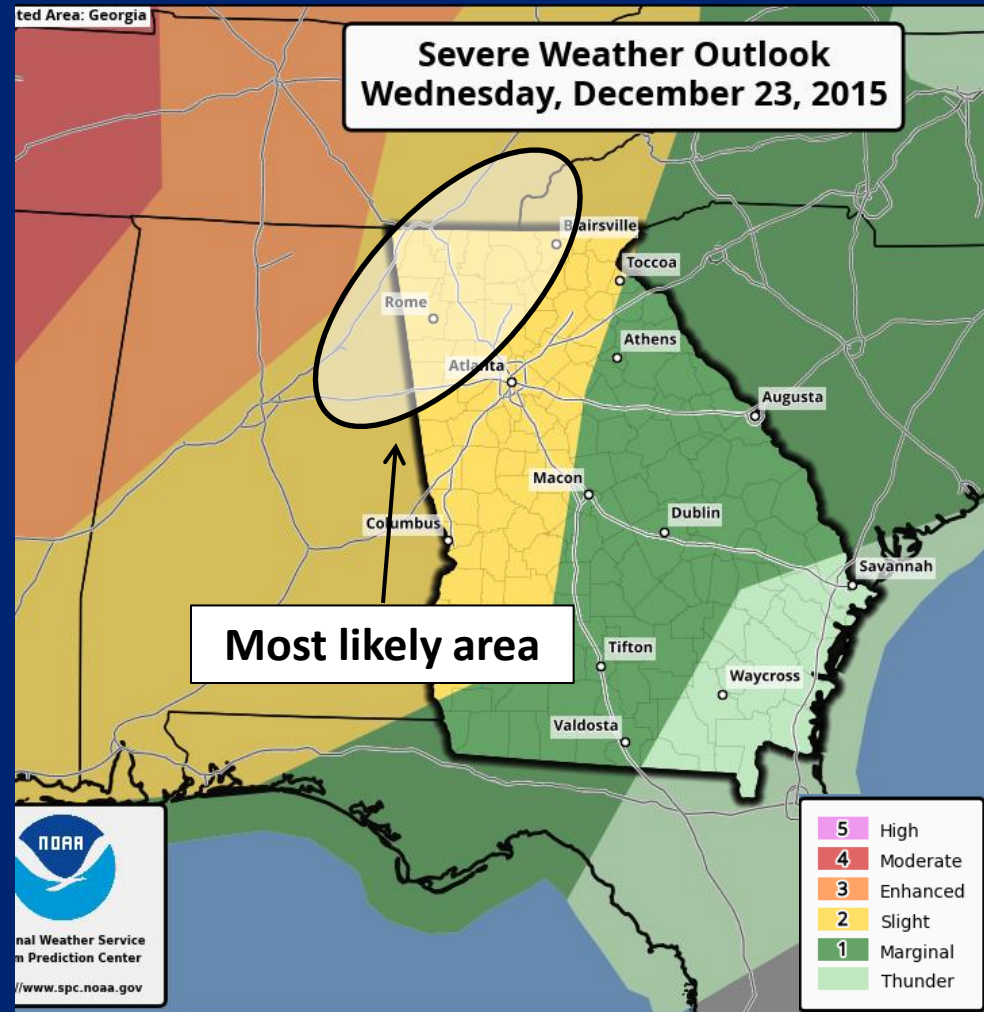 ted Area: Georgia
Severe Weather Outlook
Wednesday, December 23, 2015
Blairsville
Toccoa
Rome
Athens
Atlanta
Augusta
Macon
Dublin
Columbus
Savannah
Most likely area
Tifton
Waycross
Valdosta
NOAA
nal Weather Service
m Prediction Center
//www.spc.noaa.gov
5 High
4 Moderate
3 Enhanced
2 Slight
1 Marginal
Thunder